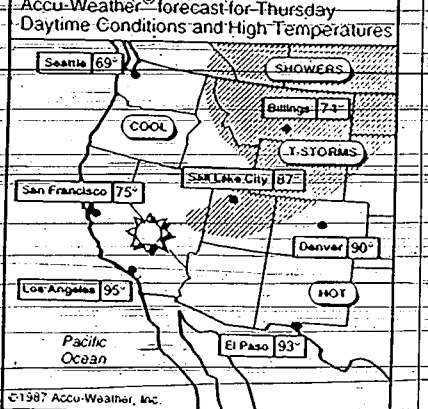 Accu-Weather® forecast for Thursday
Daytime Conditions and High Temperatures
Seattle 69°
SHOWERS
Billings 74°
COOL
T-STORMS
Salt Lake City 87°
San Francisco 75°
Denver 90°
Los Angeles 95°
HOT
Pacific
Ocean
El Paso 93°
©1987 Accu-Weather, Inc.